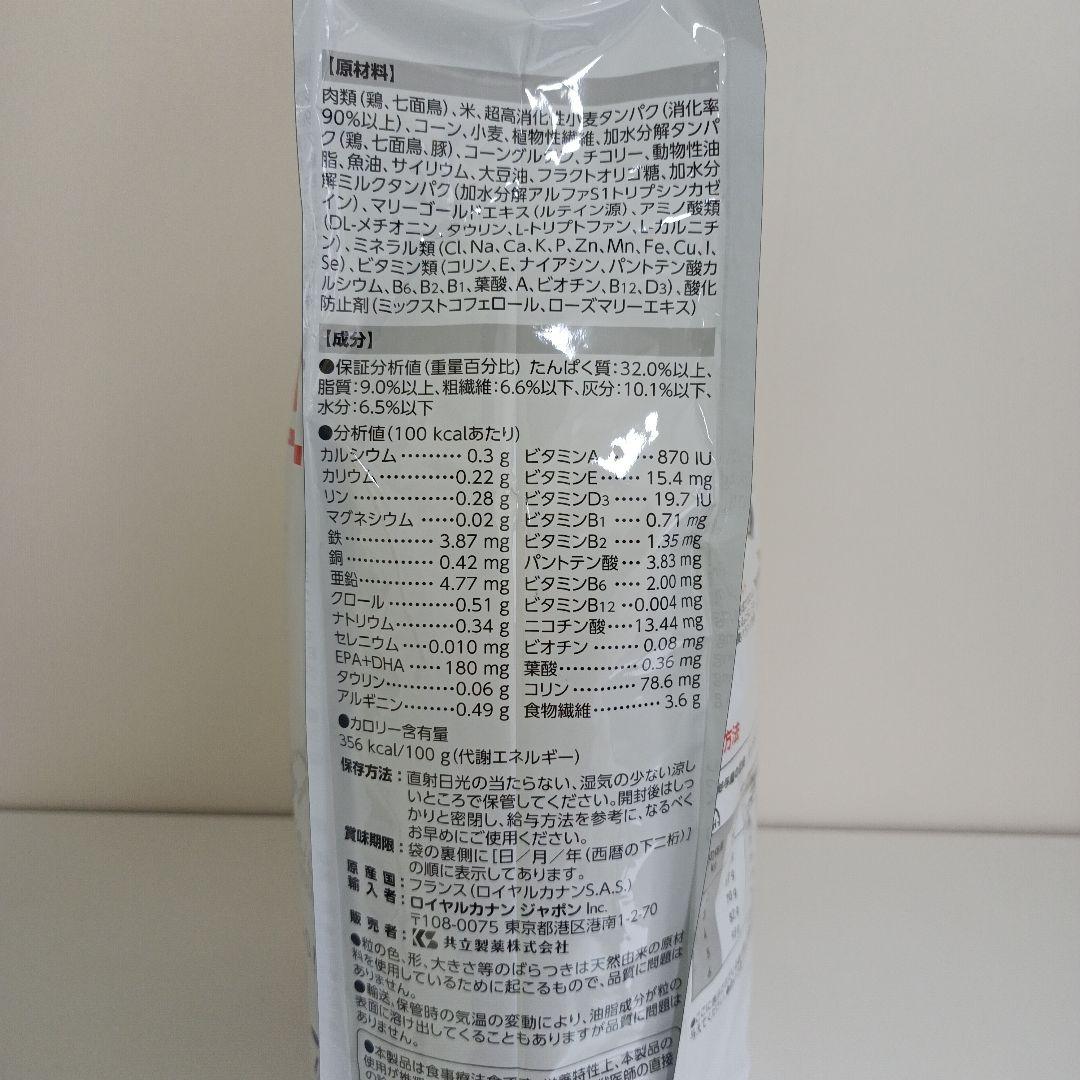 【原材料】
肉類(鶏、七面鳥)、米、超高消化性小麦タンパク(消化率
90%以上)、コーン、小麦、植物性繊維、加水分解タンパ
ク(鶏、七面鳥、豚)、コーングルテン、チコリー、動物性油
脂、魚油、サイリウム、大豆油、フラクトオリゴ糖、加水分
解ミルクタンパク(加水分解アルファS1トリプシンカゼ
イン)、マリーゴールドエキス(ルテイン源)、アミノ酸類
(DL-メチオニン、タウリン、L-トリプトファン、L-カルニチ
ン)、ミネラル類(Cl、Na、Ca、K、P、Zn、Mn、Fe、Cu、I、
Se)、ビタミン類(コリン、E、ナイアシン、パントテン酸カ
ルシウム、B6、B2、B1、葉酸、A、ビオチン、B12、D3)、酸化
防止剤(ミックストコフェロール、ローズマリーエキス)
【成分】
●保証分析値(重量百分比) たんぱく質:32.0%以上、
脂質:9.0%以上、粗繊維:6.6%以下、灰分:10.1%以下、
水分:6.5%以下
●分析値(100 kcalあたり)
カルシウム ········· 0.3 g
カリウム ············ 0.22 g
リン ················ 0.28 g
マグネシウム ····· 0.02 g
鉄 ·············· 3.87 mg
銅 ·············· 0.42 mg
亜鉛 ············ 4.77 mg
クロール ·········· 0.51 g
ナトリウム ········· 0.34 g
セレニウム ···· 0.010 mg
EPA+DHA ····· 180 mg
タウリン ············ 0.06 g
アルギニン ········ 0.49 g
ビタミンA ······· 870 IU
ビタミンE ······ 15.4 mg
ビタミンD3 ····· 19.7 IU
ビタミンB1 ···· 0.71 mg
ビタミンB2 ···· 1.35 mg
パントテン酸 ··· 3.83 mg
ビタミンB6 ···· 2.00 mg
ビタミンB12 ·· 0.004 mg
ニコチン酸 ···· 13.44 mg
ビオチン ······· 0.08 mg
葉酸 ··········· 0.36 mg
コリン ·········· 78.6 mg
食物繊維 ··········· 3.6 g
●カロリー含有量
356 kcal/100 g(代謝エネルギー)
保存方法:直射日光の当たらない、湿気の少ない涼し
いところで保管してください。開封後はしっ
かりと密閉し、給与方法を参考に、なるべく
お早めにご使用ください。
賞味期限:袋の裏側に[日/月/年(西暦の下二桁)]
の順に表示してあります。
原産国:フランス(ロイヤルカナンS.A.S.)
輸入者:ロイヤルカナン ジャポン Inc.
〒108-0075 東京都港区港南1-2-70
販売者:KS 共立製薬株式会社
●粒の色、形、大きさ等のばらつきは天然由来の原材
料を使用しているために起こるもので、品質に問題は
ありません。
●輸送、保管時の気温の変動により、油脂成分が粒の
表面に溶け出してくることもありますが品質に問題は
ありません。
●本製品は食事療法食です。栄養特性上、本製品の
方法